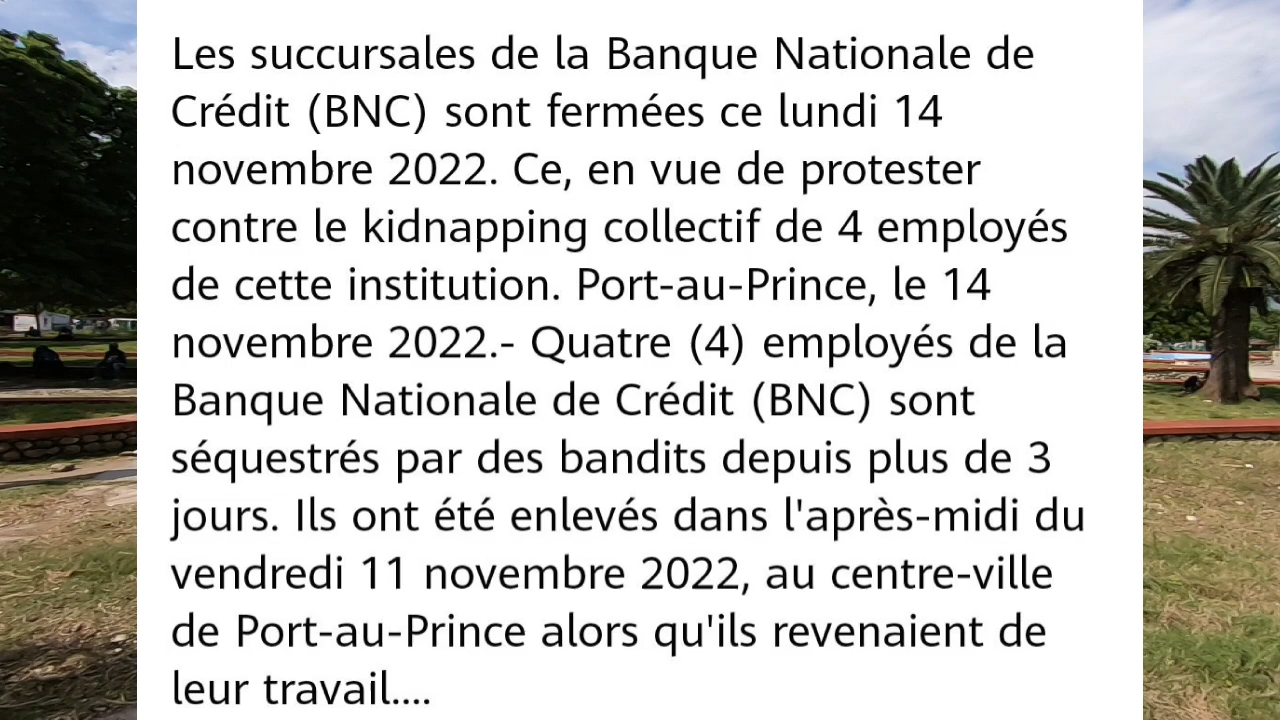 Les succursales de la Banque Nationale de
Crédit (BNC) sont fermées ce lundi 14
novembre 2022. Ce, en vue de protester
contre le kidnapping collectif de 4 employés
de cette institution. Port-au-Prince, le 14
novembre 2022.- Quatre (4) employés de la
Banque Nationale de Crédit (BNC) sont
séquestrés par des bandits depuis plus de 3
jours. Ils ont été enlevés dans l'après-midi du
vendredi 11 novembre 2022, au centre-ville
de Port-au-Prince alors qu'ils revenaient de
leur travail....